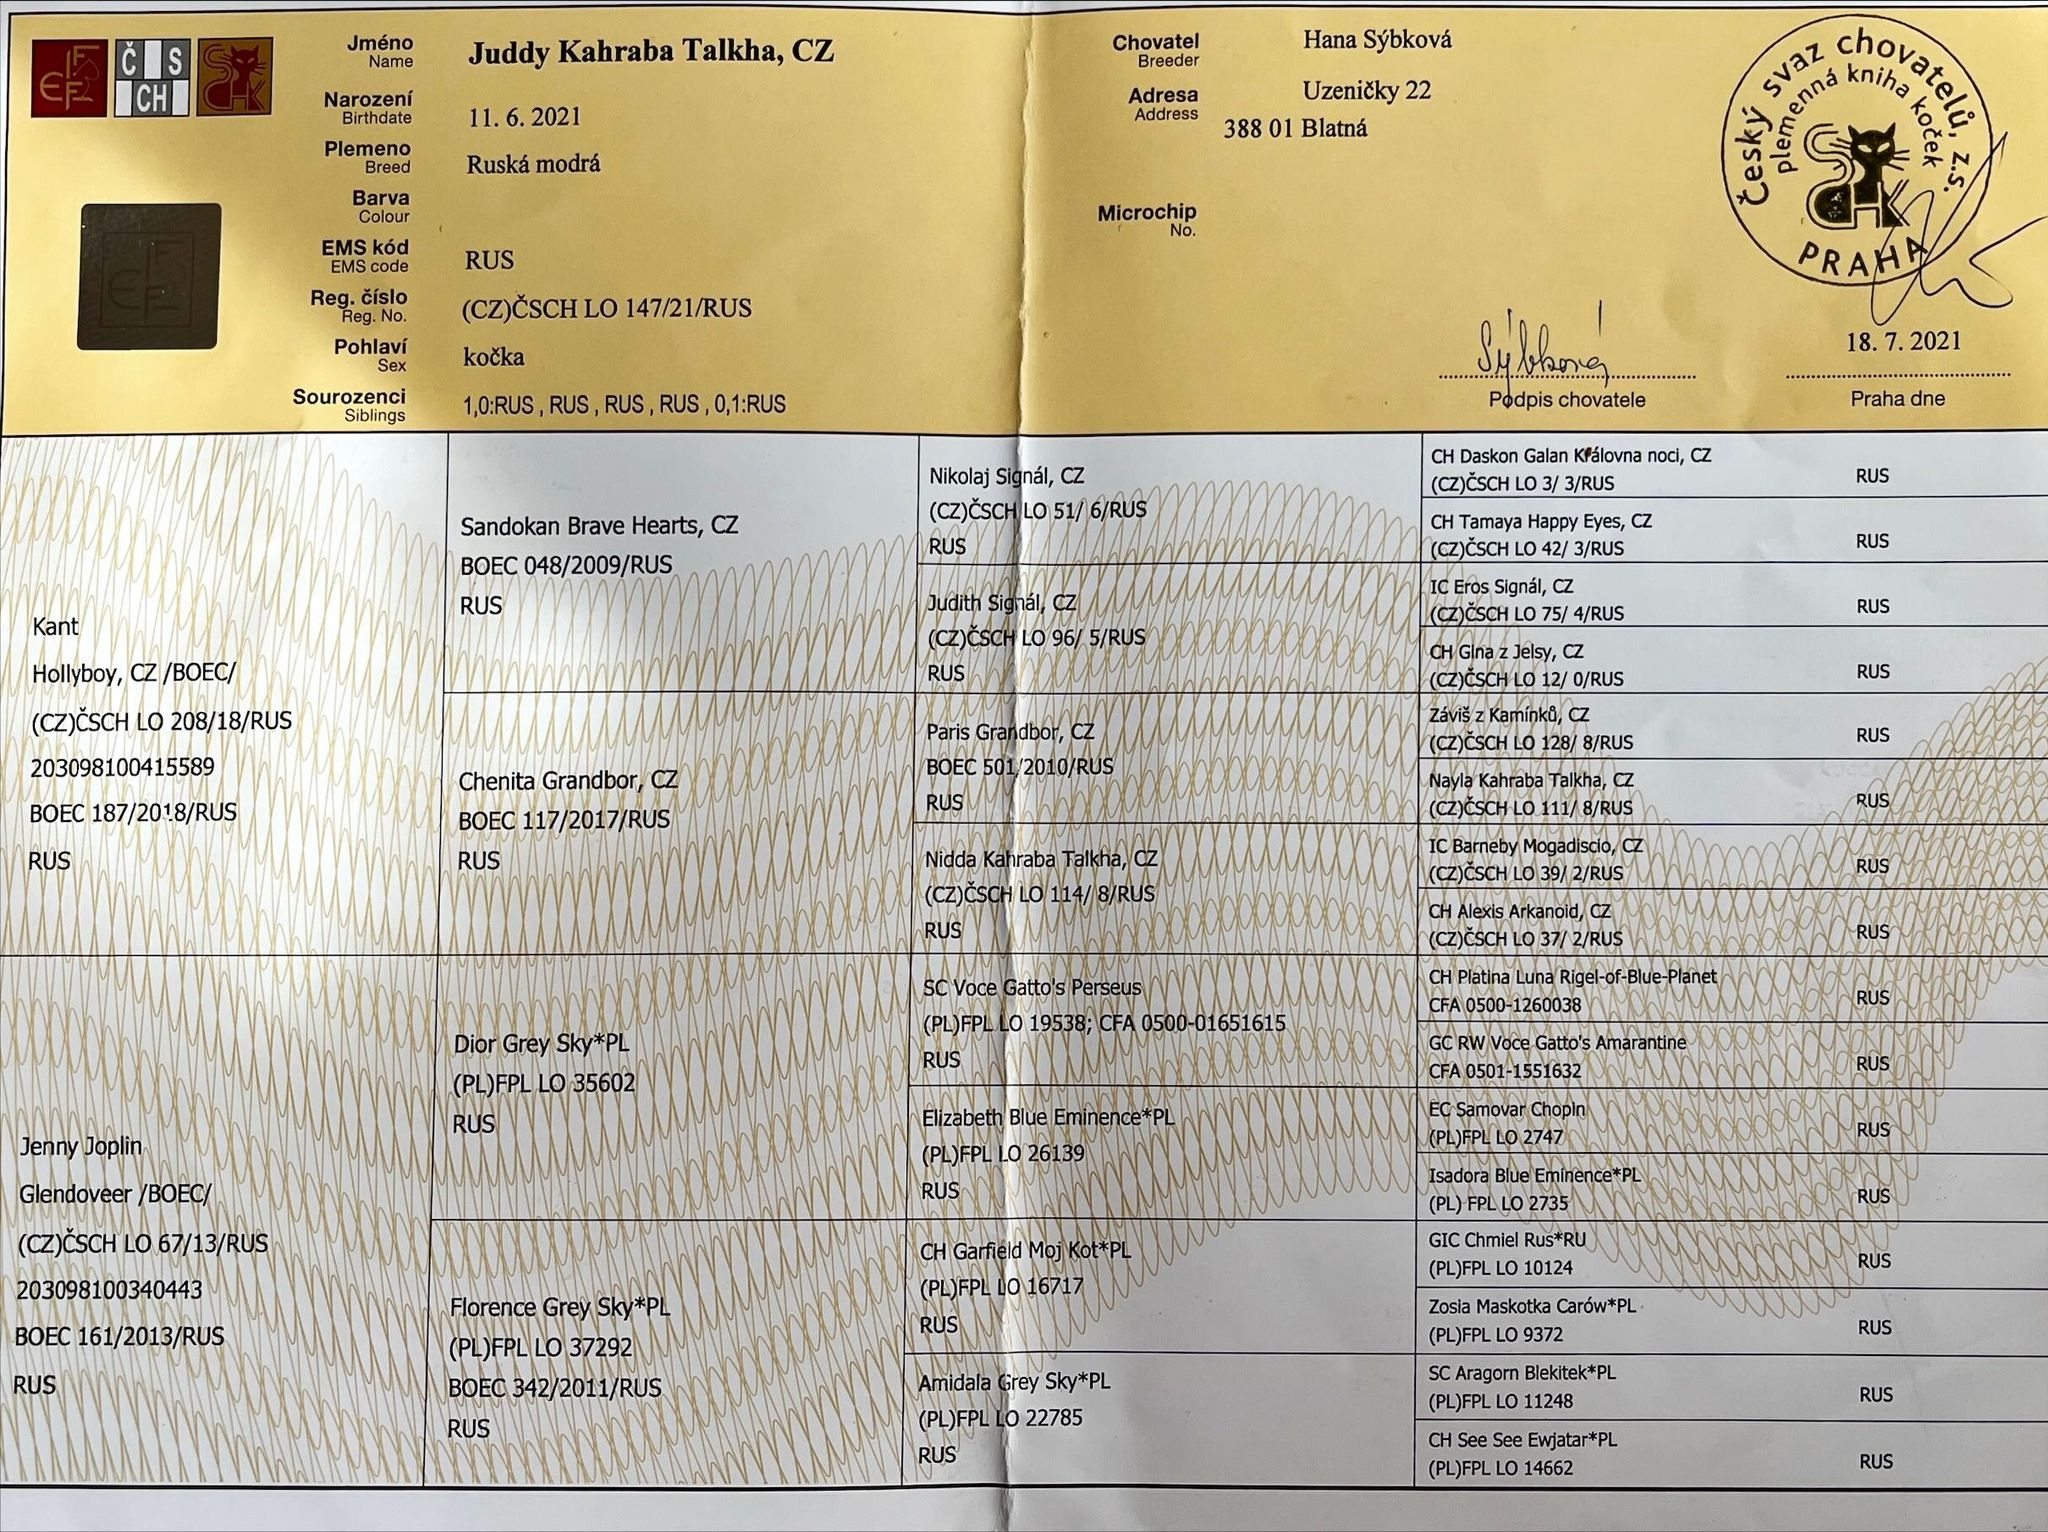 FIFe
ČS
CH
SCHK
Jméno
Name
Juddy Kahraba Talkha, CZ
Narození
Birthdate
11. 6. 2021
Plemeno
Breed
Ruská modrá
Barva
Colour
EMS kód
EMS code
RUS
Reg. číslo
Reg. No.
(CZ)ČSCH LO 147/21/RUS
Pohlaví
Sex
kočka
Sourozenci
Siblings
1,0:RUS , RUS , RUS , RUS , 0,1:RUS
Chovatel
Breeder
Hana Sýbková
Adresa
Address
Uzeničky 22
388 01 Blatná
Microchip
No.
Český svaz chovatelů, z.s.
plemenná kniha koček
SCHK
PRAHA
Sýbková
Podpis chovatele
18. 7. 2021
Praha dne
Kant
Hollyboy, CZ /BOEC/
(CZ)ČSCH LO 208/18/RUS
203098100415589
BOEC 187/2018/RUS
RUS
Jenny Joplin
Glendoveer /BOEC/
(CZ)ČSCH LO 67/13/RUS
203098100340443
BOEC 161/2013/RUS
RUS
Sandokan Brave Hearts, CZ
BOEC 048/2009/RUS
RUS
Chenita Grandbor, CZ
BOEC 117/2017/RUS
RUS
Dior Grey Sky*PL
(PL)FPL LO 35602
RUS
Florence Grey Sky*PL
(PL)FPL LO 37292
BOEC 342/2011/RUS
RUS
Nikolaj Signál, CZ
(CZ)ČSCH LO 51/ 6/RUS
RUS
Judith Signál, CZ
(CZ)ČSCH LO 96/ 5/RUS
RUS
Paris Grandbor, CZ
BOEC 501/2010/RUS
RUS
Nidda Kahraba Talkha, CZ
(CZ)ČSCH LO 114/ 8/RUS
RUS
SC Voce Gatto's Perseus
(PL)FPL LO 19538; CFA 0500-01651615
RUS
Elizabeth Blue Eminence*PL
(PL)FPL LO 26139
RUS
CH Garfield Moj Kot*PL
(PL)FPL LO 16717
RUS
Amidala Grey Sky*PL
(PL)FPL LO 22785
RUS
CH Daskon Galan Královna noci, CZ
(CZ)ČSCH LO 3/ 3/RUS
RUS
CH Tamaya Happy Eyes, CZ
(CZ)ČSCH LO 42/ 3/RUS
RUS
IC Eros Signál, CZ
(CZ)ČSCH LO 75/ 4/RUS
RUS
CH Gina z Jelsy, CZ
(CZ)ČSCH LO 12/ 0/RUS
RUS
Záviš z Kamínků, CZ
(CZ)ČSCH LO 128/ 8/RUS
RUS
Nayla Kahraba Talkha, CZ
(CZ)ČSCH LO 111/ 8/RUS
RUS
IC Barneby Mogadiscio, CZ
(CZ)ČSCH LO 39/ 2/RUS
RUS
CH Alexis Arkanoid, CZ
(CZ)ČSCH LO 37/ 2/RUS
RUS
CH Platina Luna Rigel-of-Blue-Planet
CFA 0500-1260038
RUS
GC RW Voce Gatto's Amarantine
CFA 0501-1551632
RUS
EC Samovar Chopin
(PL)FPL LO 2747
RUS
Isadora Blue Eminence*PL
(PL) FPL LO 2735
RUS
GIC Chmiel Rus*RU
(PL)FPL LO 10124
RUS
Zosia Maskotka Carów*PL
(PL)FPL LO 9372
RUS
SC Aragorn Blekitek*PL
(PL)FPL LO 11248
RUS
CH See See Ewjatar*PL
(PL)FPL LO 14662
RUS